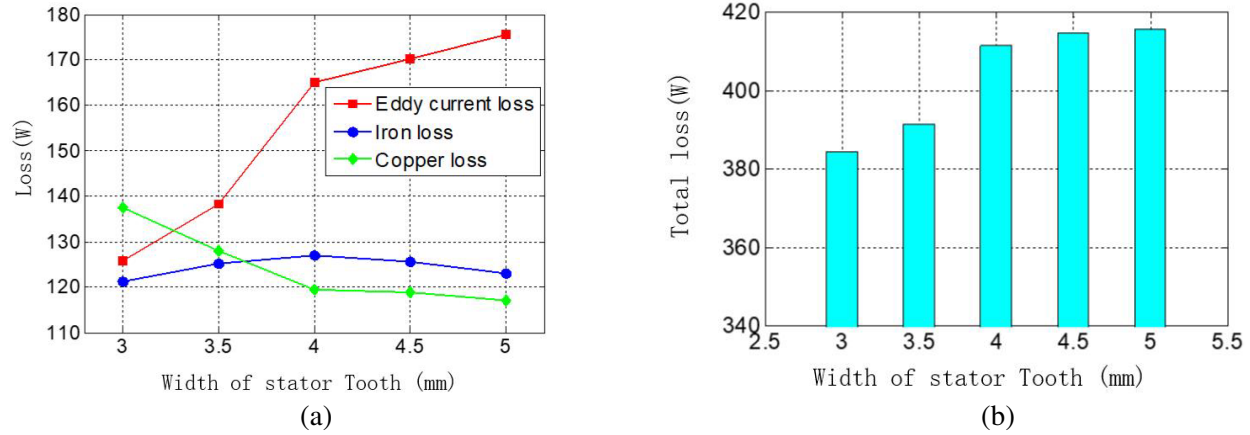 180
170
160
150
140
130
120
110
Loss(W)
Eddy current loss
Iron loss
Copper loss
3 3.5 4 4.5 5
Width of stator Tooth (mm)
(a)
420
400
380
360
340
Total loss(W)
2.5 3 3.5 4 4.5 5 5.5
Width of stator Tooth (mm)
(b)